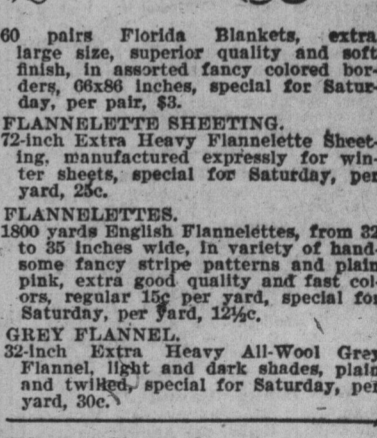 60 pairs Florida Blankets, extra
large size, superior quality and soft
finish, in assorted fancy colored bor-
ders, 66x86 inches, special for Satur-
day, per pair, $3.
FLANNELETTE SHEETING.
72-inch Extra Heavy Flannelette Sheet-
ing, manufactured expressly for win-
ter sheets, special for Saturday, per
yard, 25c.
FLANNELETTES.
1800 yards English Flannelettes, from 32
to 35 inches wide, in variety of hand-
some fancy stripe patterns and plain
pink, extra good quality and fast col-
ors, regular 15c per yard, special for
Saturday, per yard, 12½c.
GREY FLANNEL.
32-inch Extra Heavy All-Wool Grey
Flannel, light and dark shades, plain
and twilled, special for Saturday, per
yard, 30c.